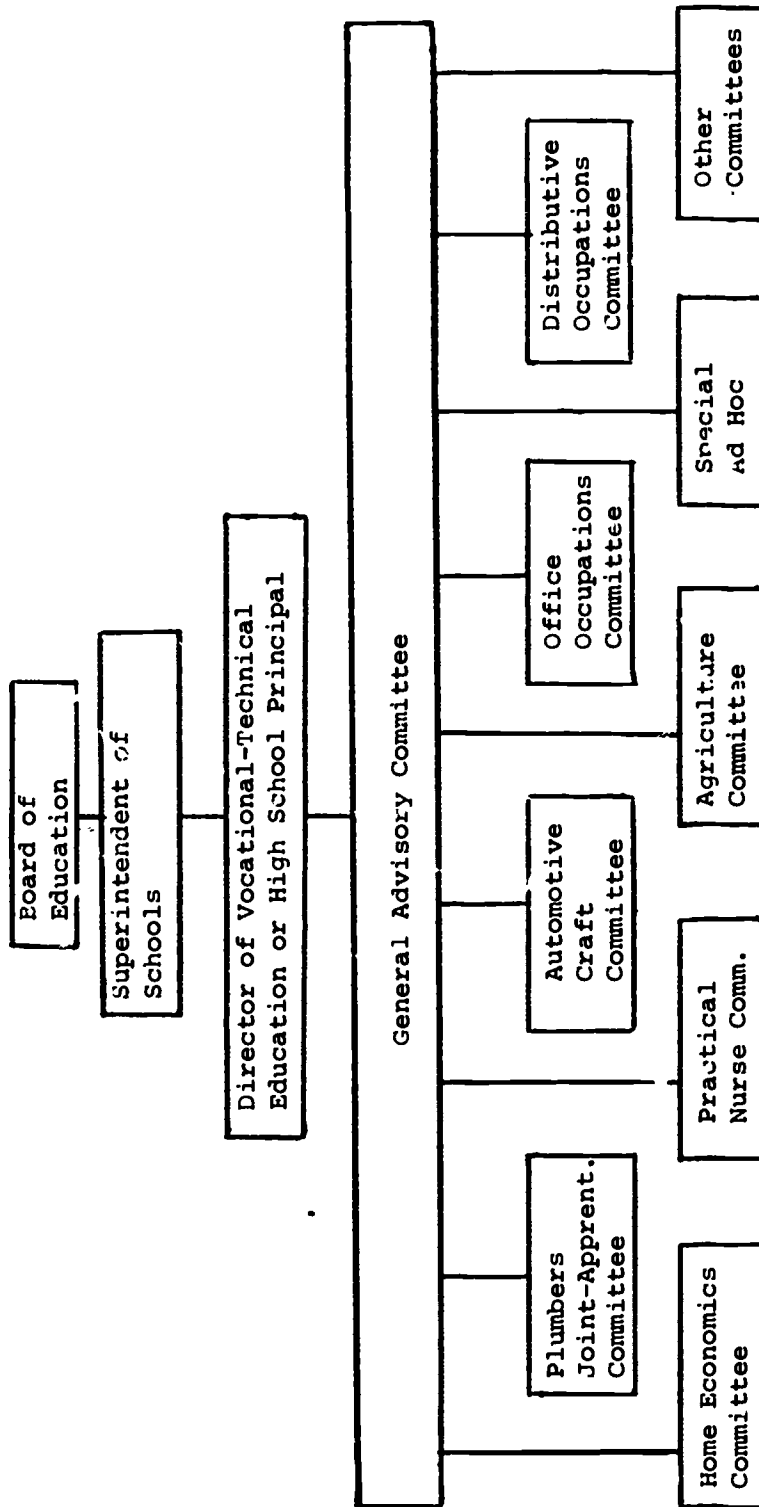 Board of
Education
Superintendent of
Schools
Director of Vocational-Technical
Education or High School Principal
General Advisory Committee
Plumbers
Joint-Apprent.
Committee
Automotive
Craft
Committee
Office
Occupations
Committee
Distributive
Occupations
Committee
Home Economics
Committee
Practical
Nurse Comm.
Agriculture
Committee
Special
Ad Hoc
Other
Committees